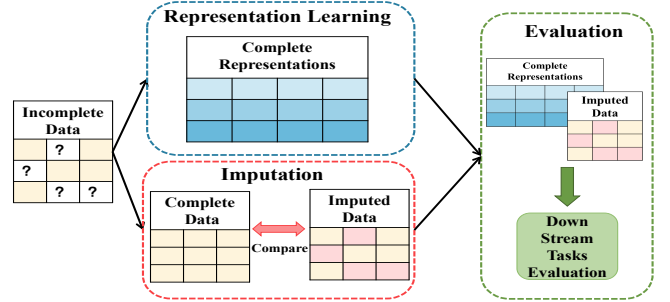 Incomplete
Data
?
?
? ?
Representation Learning
Complete
Representations
Imputation
Complete
Data
Compare
Imputed
Data
Evaluation
Complete
Representations
Imputed
Data
Down
Stream
Tasks
Evaluation